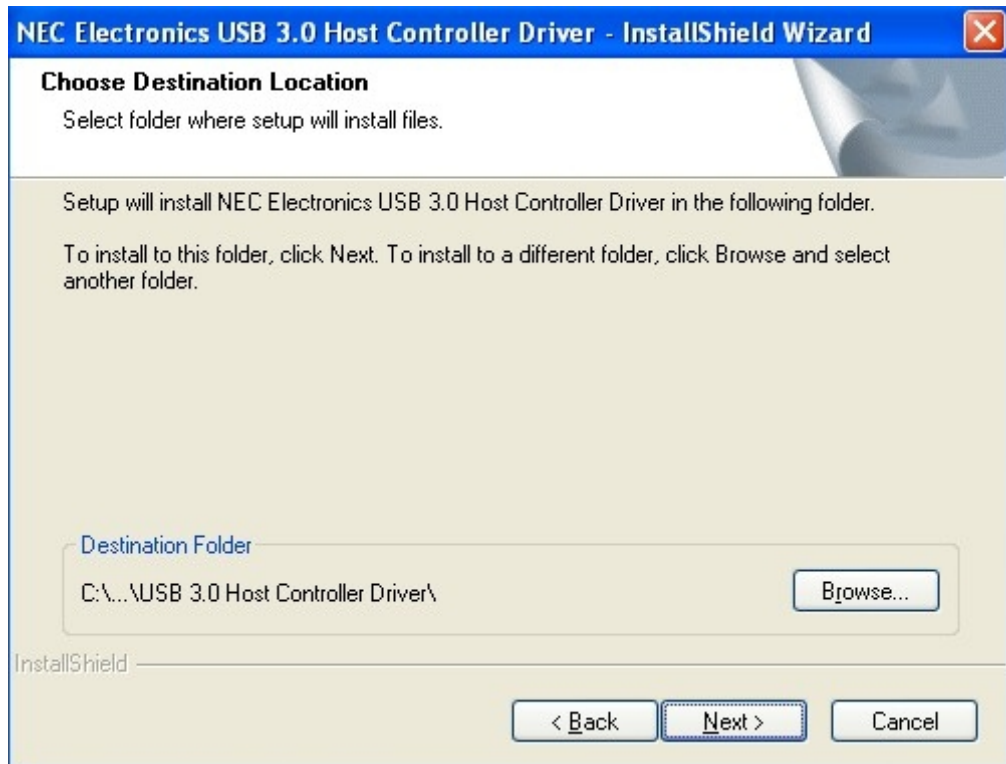 NEC Electronics USB 3.0 Host Controller Driver - InstallShield Wizard
Choose Destination Location
Select folder where setup will install files.
Setup will install NEC Electronics USB 3.0 Host Controller Driver in the following folder.
To install to this folder, click Next. To install to a different folder, click Browse and select
another folder.
Destination Folder
C:\...\USB 3.0 Host Controller Driver\
Browse...
InstallShield
< Back
Next >
Cancel